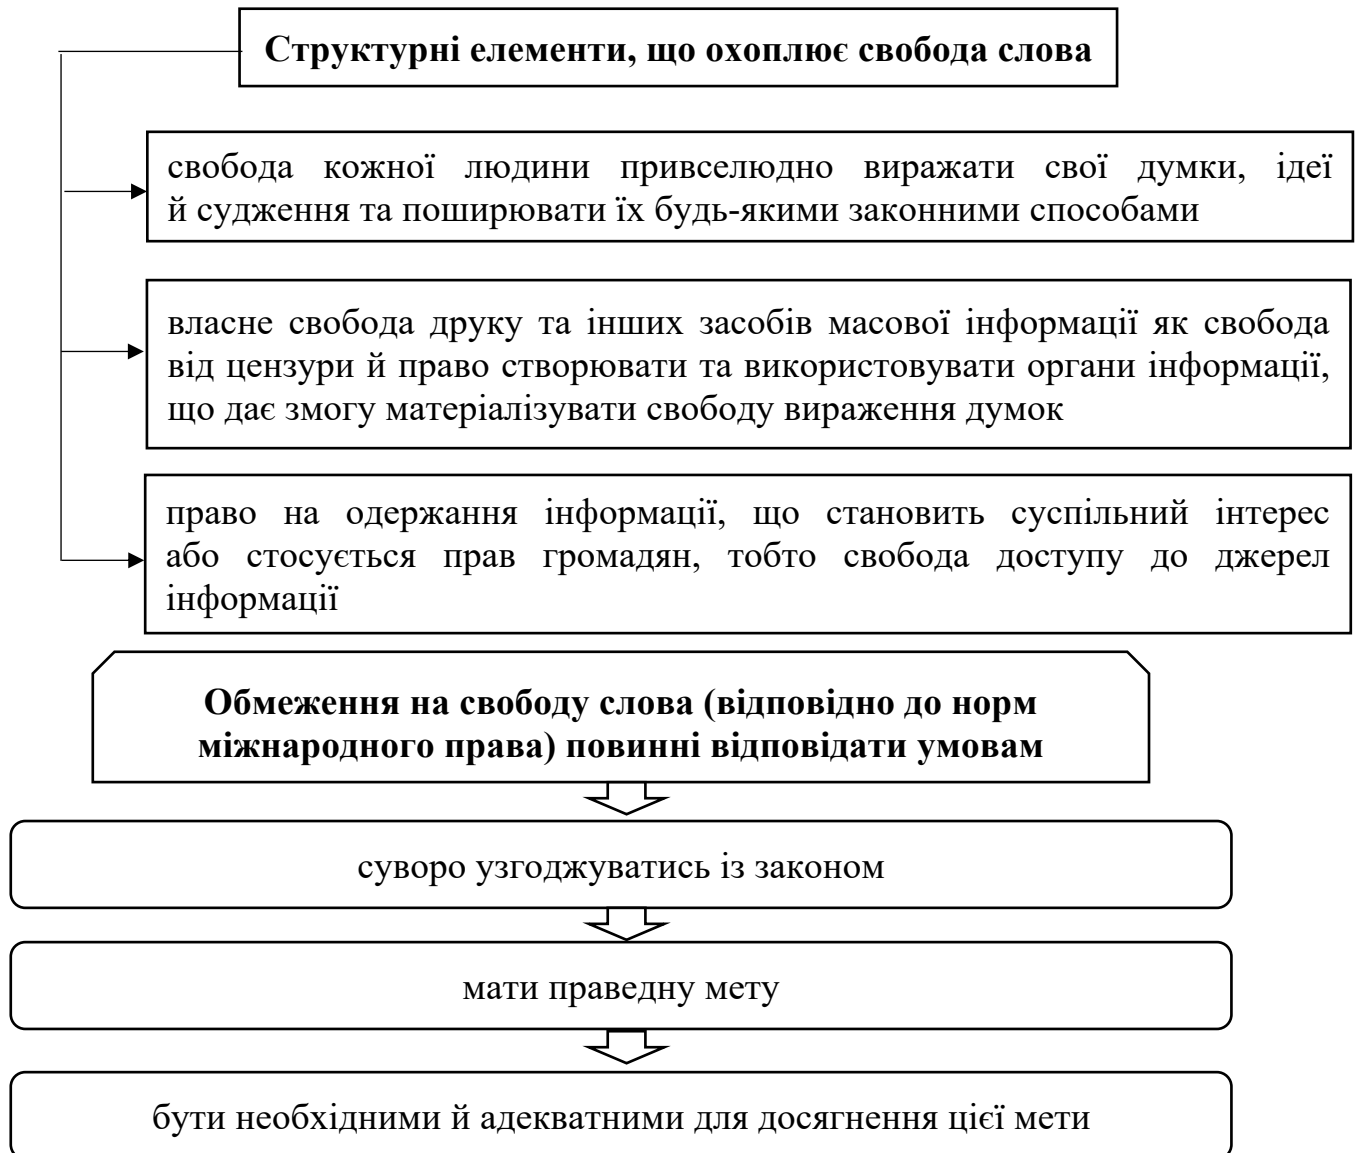 Структурні елементи, що охоплює свобода слова
свобода кожної людини привселюдно виражати свої думки, ідеї
й судження та поширювати їх будь-якими законними способами
власне свобода друку та інших засобів масової інформації як свобода
від цензури й право створювати та використовувати органи інформації,
що дає змогу матеріалізувати свободу вираження думок
право на одержання інформації, що становить суспільний інтерес
або стосується прав громадян, тобто свобода доступу до джерел
інформації
Обмеження на свободу слова (відповідно до норм
міжнародного права) повинні відповідати умовам
суворо узгоджуватись із законом
мати праведну мету
бути необхідними й адекватними для досягнення цієї мети